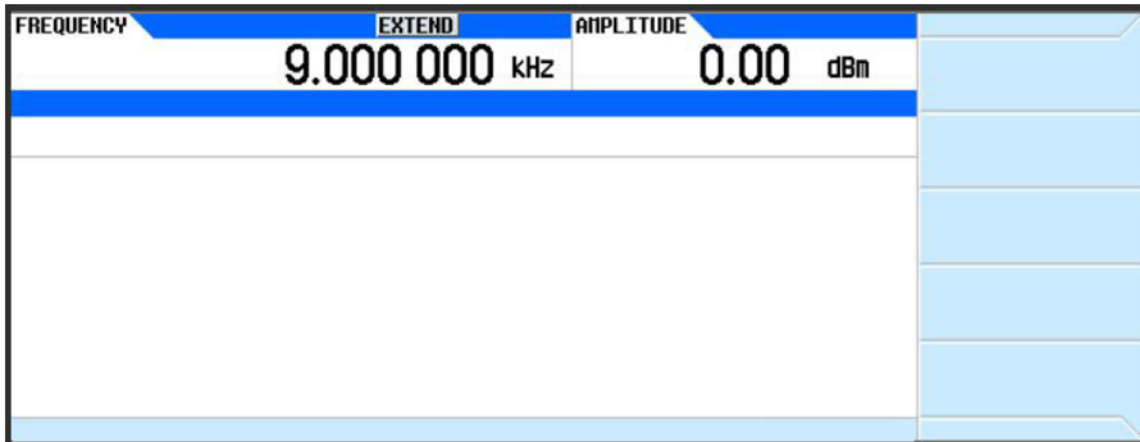 FREQUENCY EXTEND AMPLITUDE
9.000 000 kHz 0.00 dBm